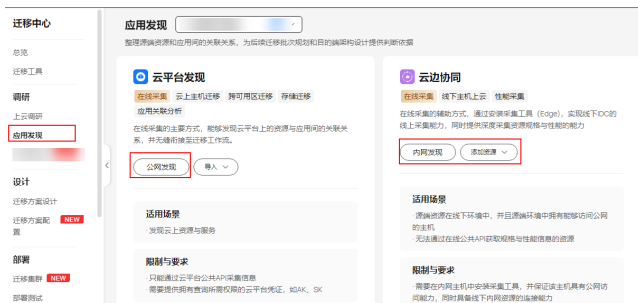 迁移中心
总览
迁移工具
调研
上云调研
应用发现
设计
迁移方案设计
迁移方案配置 NEW
部署
迁移集群 NEW
部署测试
应用发现
整理源端资源和应用间的关联关系，为后续迁移批次规划和目的端架构设计提供判断依据
云平台发现
在线采集 云上主机迁移 跨可用区迁移 存储迁移
应用关联分析
在线采集的主要方式，能够发现云平台上的资源与应用间的关联关
系，并无缝衔接至迁移工作流。
公网发现 导入
适用场景
·发现云上资源与服务
限制与要求
·只能通过云平台公共API采集信息
·需要提供拥有查询所需权限的云平台凭证，如AK、SK
云边协同
在线采集 线下主机上云 性能采集
在线采集的辅助方式，通过安装采集工具（Edge），实现线下IDC的
线上采集能力，同时提供深度采集资源规格与性能的能力
内网发现 添加资源
适用场景
·源端资源在线下环境中，并且源端环境中拥有能够访问公网
的主机
·无法通过在线公共API获取规格与性能信息的资源
限制与要求
·需要在内网主机中安装采集工具，并保证该主机具有公网访
问能力，同时具备线下内网资源的连接能力